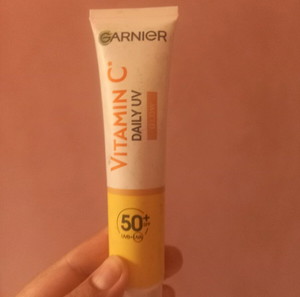 GARNIER
VITAMIN C*
DAILY UV
50+